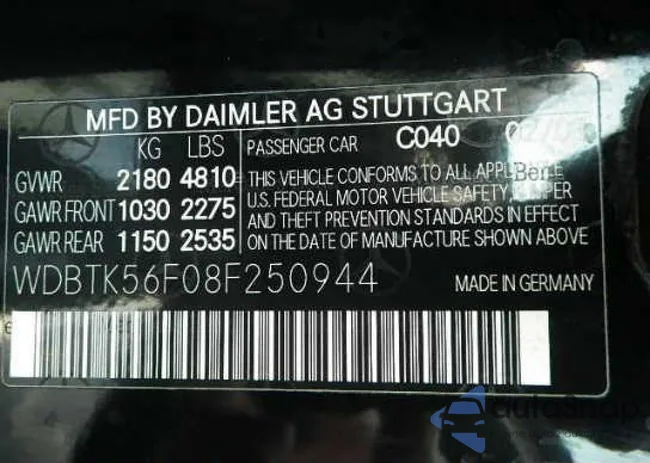 MFD BY DAIMLER AG STUTTGART
KG LBS PASSENGER CAR C040
GVWR 2180 4810 THIS VEHICLE CONFORMS TO ALL
GAWR FRONT 1030 2275 U.S. FEDERAL MOTOR VEHICLE SAFETY,
AND THEFT PREVENTION STANDARDS IN EFFECT
GAWR REAR 1150 2535 ON THE DATE OF MANUFACTURE SHOWN ABOVE
WDBTK56F08F250944 MADE IN GERMANY